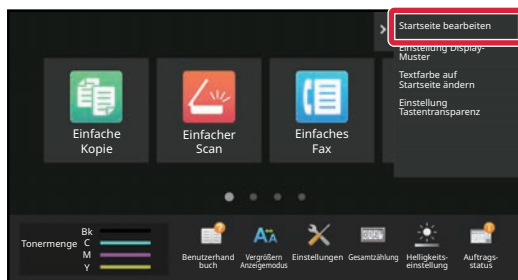 Startseite bearbeiten
Einstellung Display-
Muster
Textfarbe auf
Startseite ändern
Einstellung
Tastentransparenz
Einfache
Kopie
Einfacher
Scan
Einfaches
Fax
Tonermenge
Bk
C
M
Y
Benutzerhand
buch
Vergrößern
Anzeigemodus
Einstellungen
Gesamtzählung
Helligkeits-
einstellung
Auftrags-
status